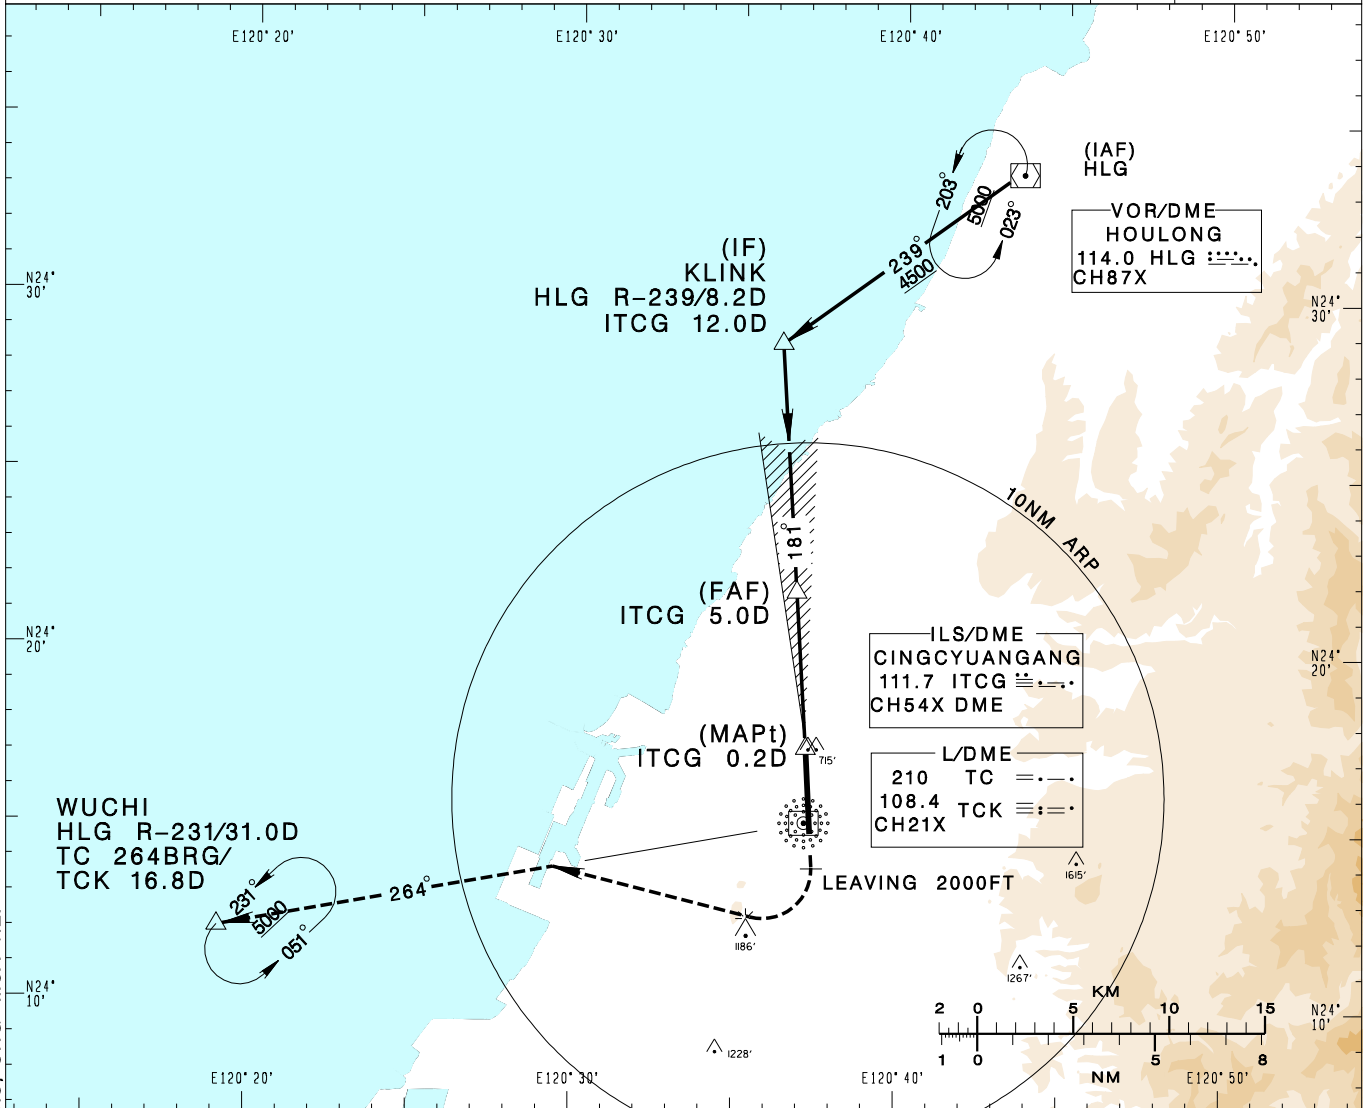 E120° 20'
E120° 30'
E120° 40'
E120° 50'
(IAF)
HLG
203°
5000
023°
VOR/DME
HOULONG
114.0 HLG
CH87X
(IF)
KLINK
HLG R-239/8.2D
ITCG 12.0D
239°
4500
N24°
30'
N24°
30'
10NM ARP
181°
(FAF)
ITCG 5.0D
N24°
20'
N24°
20'
ILS/DME
CINGCYUANGANG
111.7 ITCG
CH54X DME
(MAPt)
ITCG 0.2D
715'
L/DME
210 TC
108.4 TCK
CH21X
WUCHI
HLG R-231/31.0D
TC 264BRG/
TCK 16.8D
231°
5000
051°
264°
LEAVING 2000FT
1615'
1186'
1267'
1228'
N24°
10'
N24°
10'
KM
2 0 5 10 15
1 0 5 8
NM
E120° 20'
E120° 30'
E120° 40'
E120° 50'